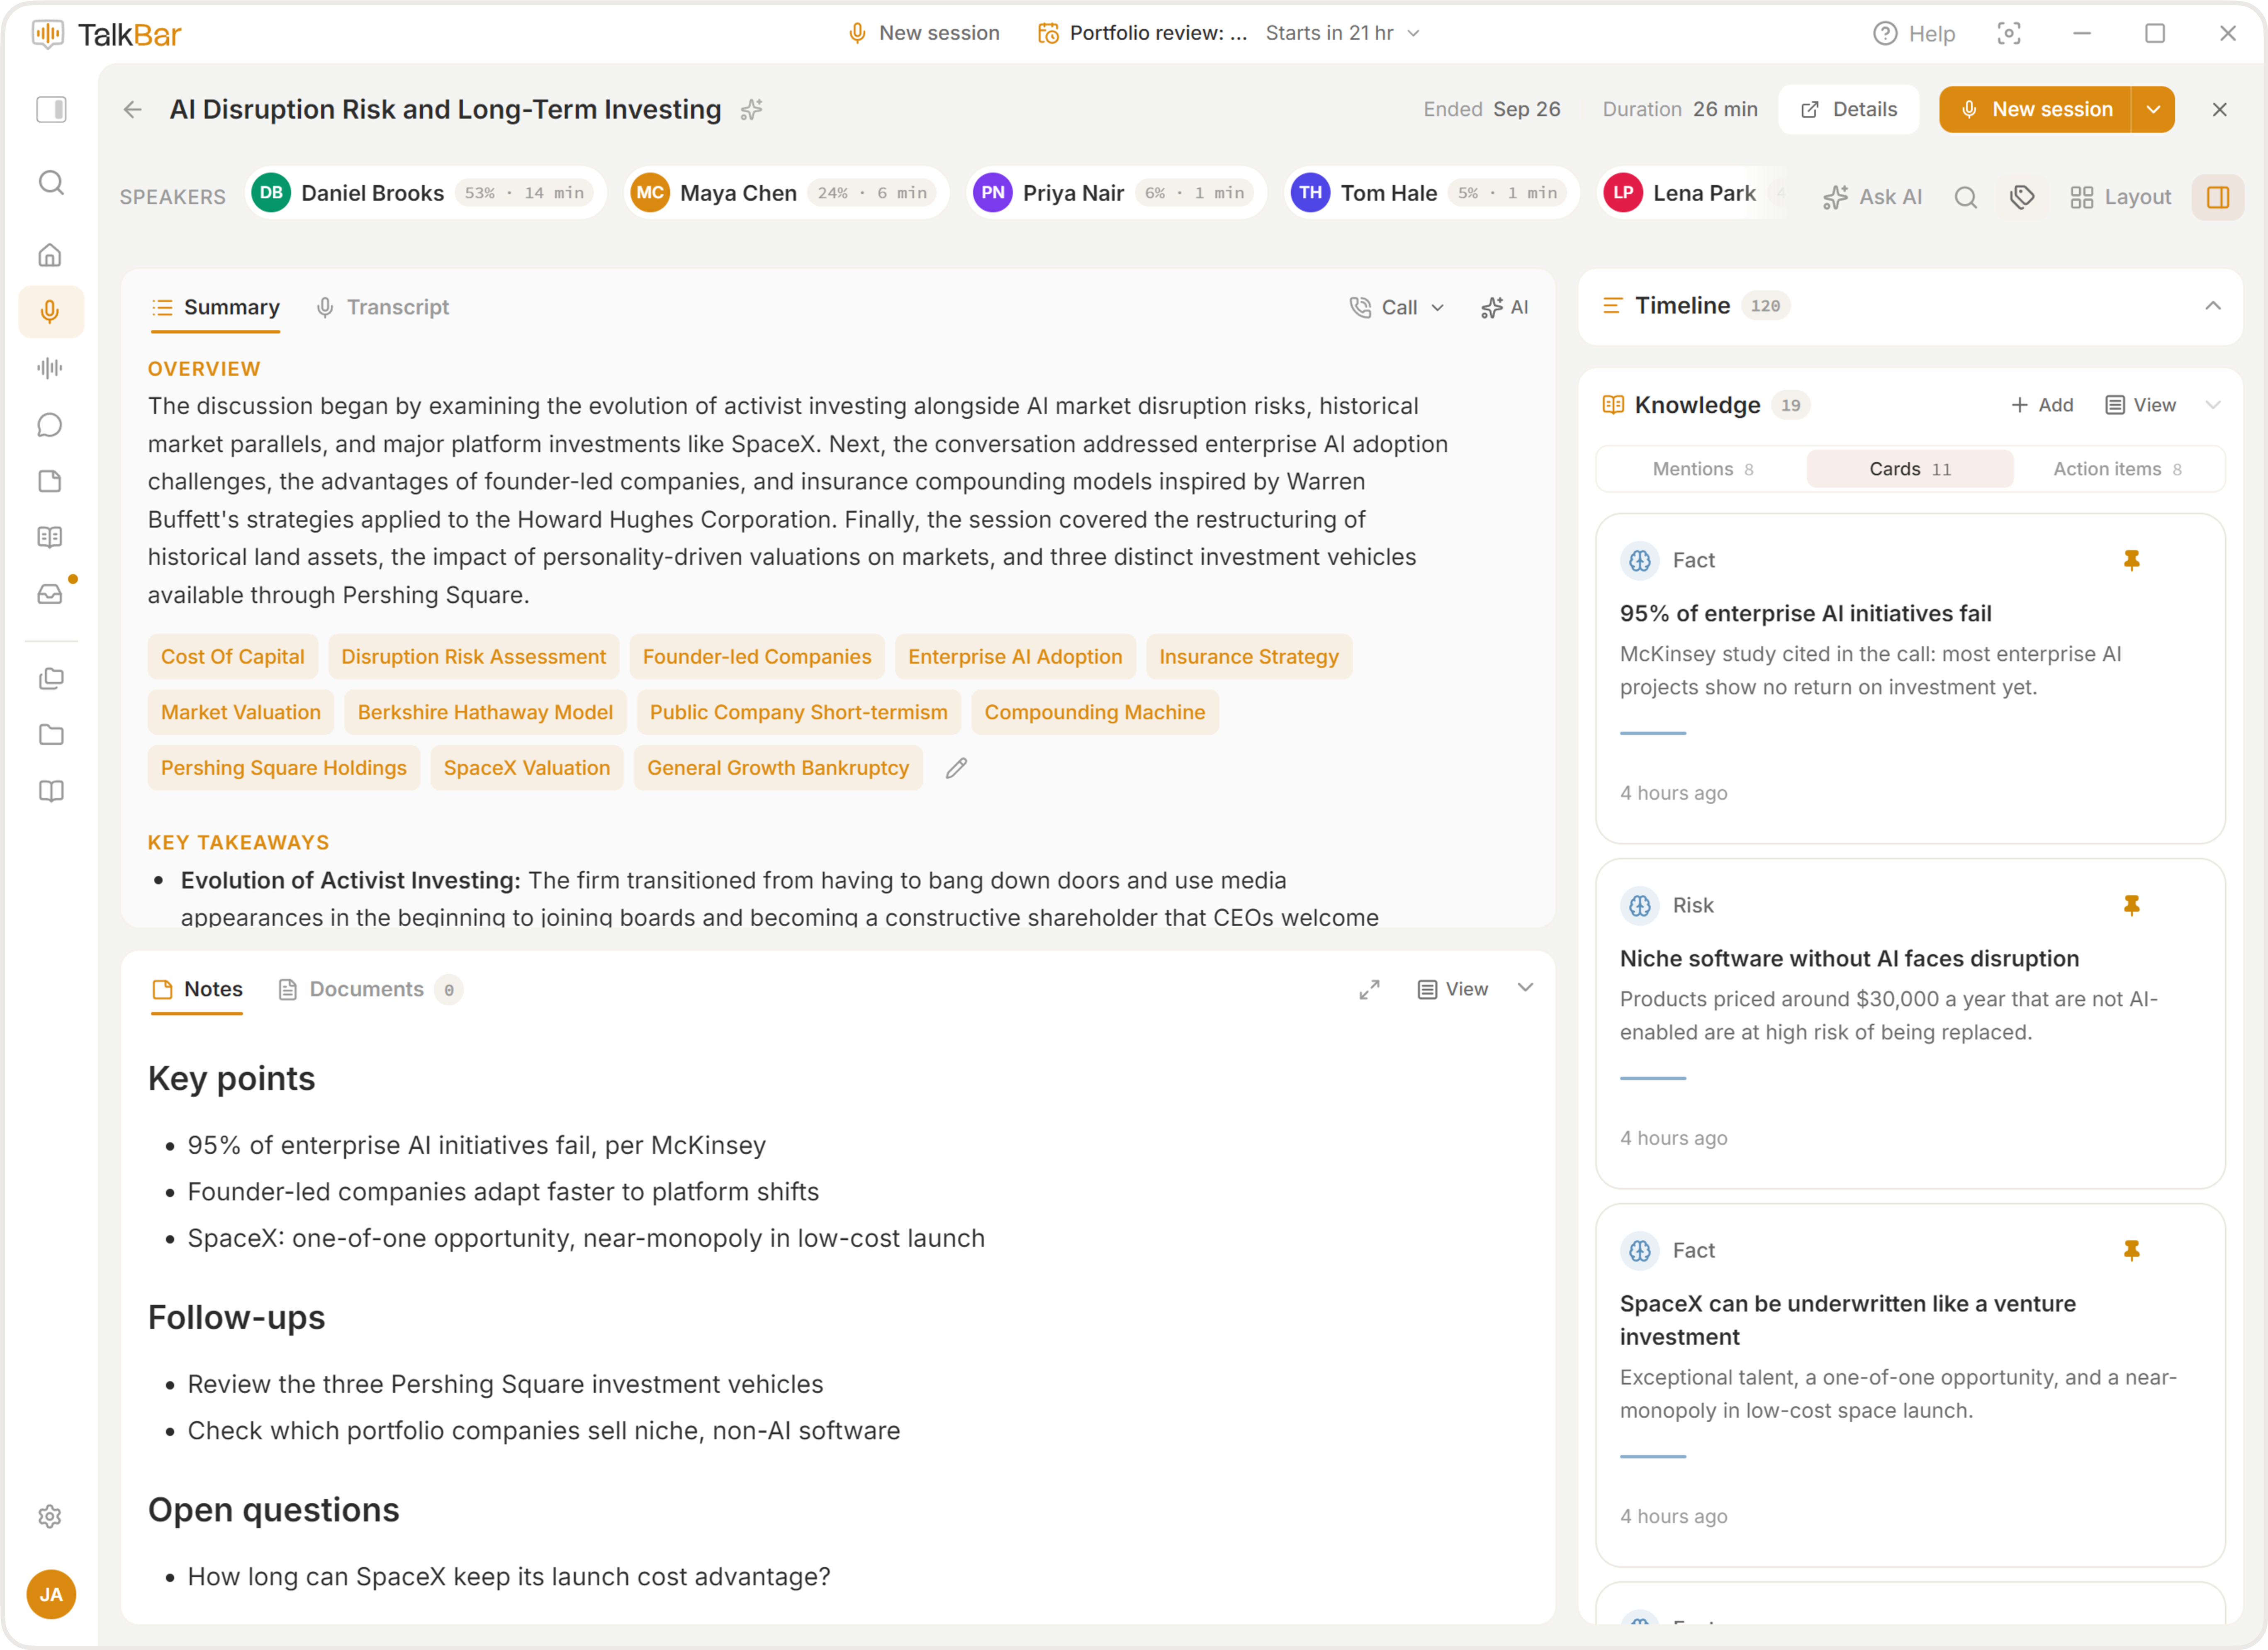 TalkBar
New session
Portfolio review: ... Starts in 21 hr
Help
AI Disruption Risk and Long-Term Investing
Ended Sep 26
Duration 26 min
Details
New session
SPEAKERS
DB Daniel Brooks 53% · 14 min
MC Maya Chen 24% · 6 min
PN Priya Nair 6% · 1 min
TH Tom Hale 5% · 1 min
LP Lena Park
Ask AI
Layout
Summary
Transcript
Call
AI
OVERVIEW
The discussion began by examining the evolution of activist investing alongside AI market disruption risks, historical
market parallels, and major platform investments like SpaceX. Next, the conversation addressed enterprise AI adoption
challenges, the advantages of founder-led companies, and insurance compounding models inspired by Warren
Buffett's strategies applied to the Howard Hughes Corporation. Finally, the session covered the restructuring of
historical land assets, the impact of personality-driven valuations on markets, and three distinct investment vehicles
available through Pershing Square.
Cost Of Capital Disruption Risk Assessment Founder-led Companies Enterprise AI Adoption Insurance Strategy
Market Valuation Berkshire Hathaway Model Public Company Short-termism Compounding Machine
Pershing Square Holdings SpaceX Valuation General Growth Bankruptcy
KEY TAKEAWAYS
• Evolution of Activist Investing: The firm transitioned from having to bang down doors and use media
appearances in the beginning to joining boards and becoming a constructive shareholder that CEOs welcome
Notes
Documents 0
View
Key points
• 95% of enterprise AI initiatives fail, per McKinsey
• Founder-led companies adapt faster to platform shifts
• SpaceX: one-of-one opportunity, near-monopoly in low-cost launch
Follow-ups
• Review the three Pershing Square investment vehicles
• Check which portfolio companies sell niche, non-AI software
Open questions
• How long can SpaceX keep its launch cost advantage?
JA
Timeline 120
Knowledge 19
Add
View
Mentions 8
Cards 11
Action items 8
Fact
95% of enterprise AI initiatives fail
McKinsey study cited in the call: most enterprise AI
projects show no return on investment yet.
4 hours ago
Risk
Niche software without AI faces disruption
Products priced around $30,000 a year that are not AI-
enabled are at high risk of being replaced.
4 hours ago
Fact
SpaceX can be underwritten like a venture
investment
Exceptional talent, a one-of-one opportunity, and a near-
monopoly in low-cost space launch.
4 hours ago